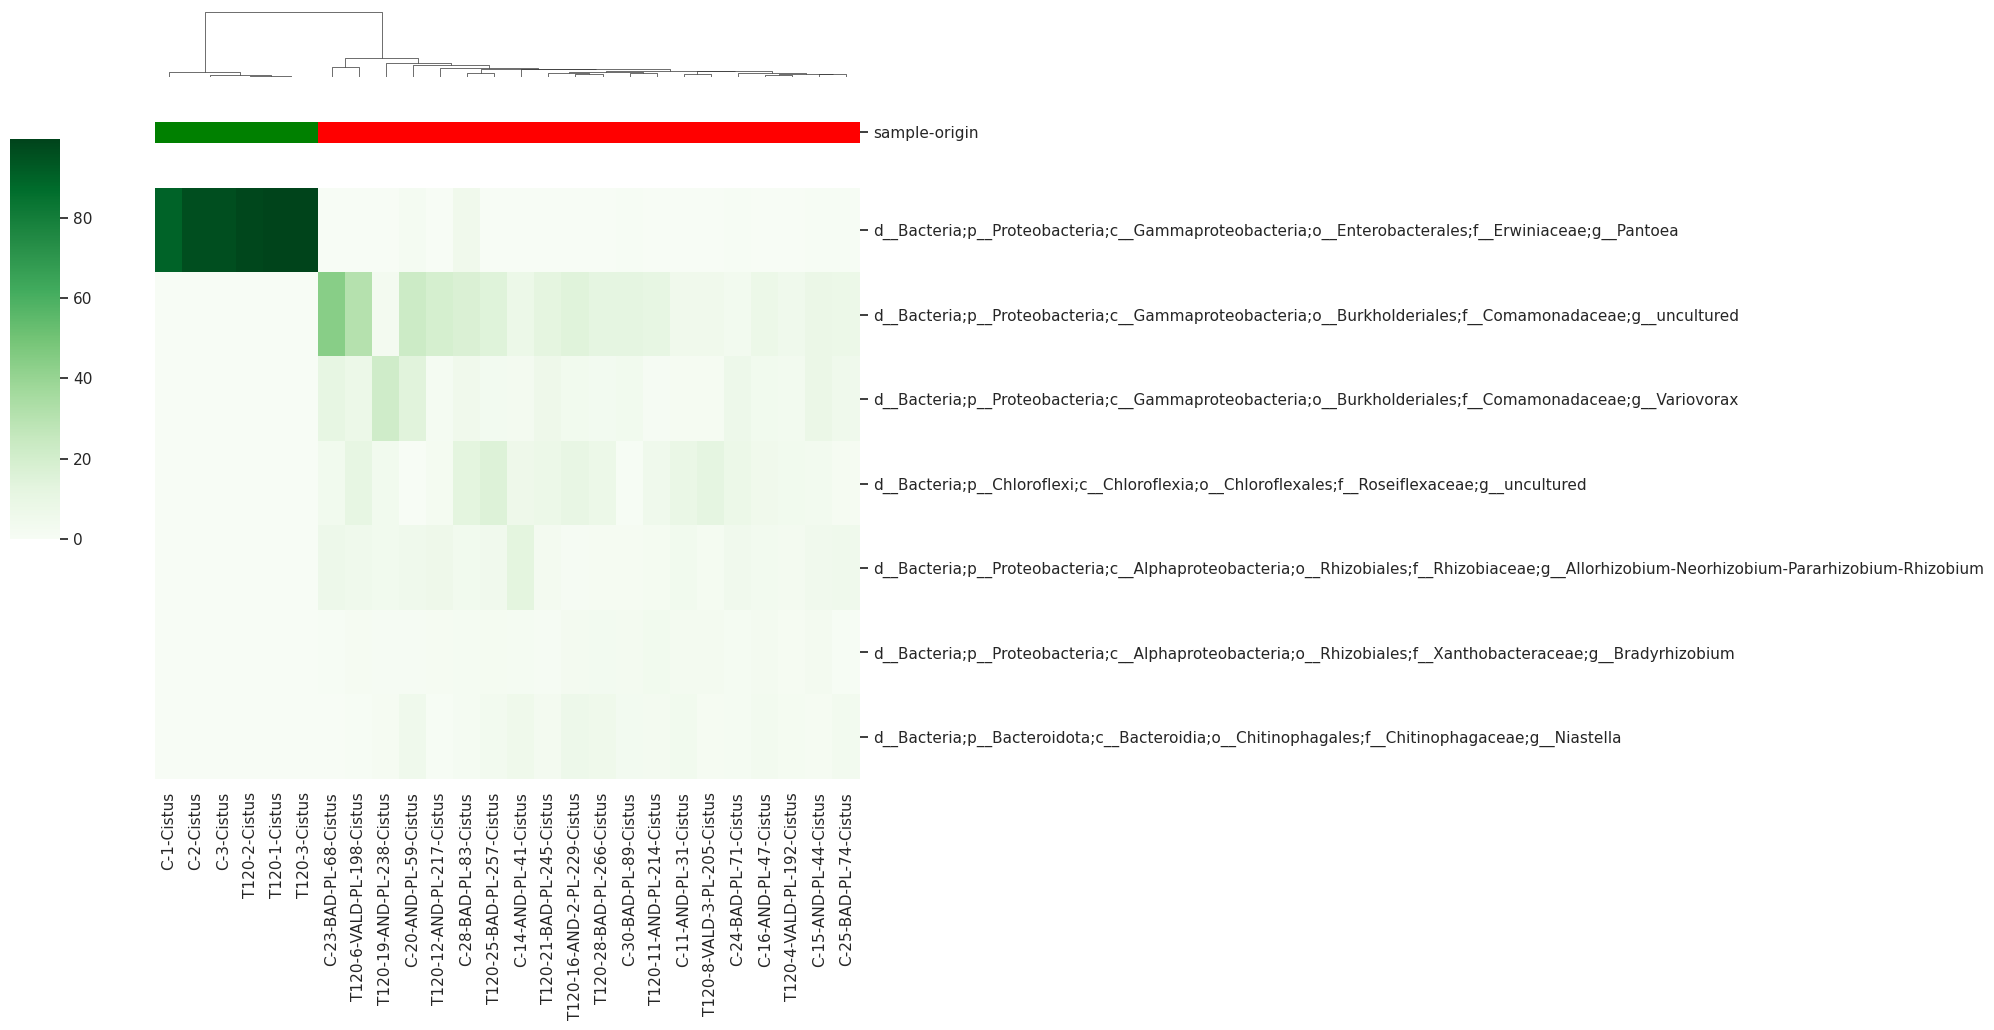 sample-origin
80
60
40
20
0
d__Bacteria;p__Proteobacteria;c__Gammaproteobacteria;o__Enterobacterales;f__Erwiniaceae;g__Pantoea
d__Bacteria;p__Proteobacteria;c__Gammaproteobacteria;o__Burkholderiales;f__Comamonadaceae;g__uncultured
d__Bacteria;p__Proteobacteria;c__Gammaproteobacteria;o__Burkholderiales;f__Comamonadaceae;g__Variovorax
d__Bacteria;p__Chloroflexi;c__Chloroflexia;o__Chloroflexales;f__Roseiflexaceae;g__uncultured
d__Bacteria;p__Proteobacteria;c__Alphaproteobacteria;o__Rhizobiales;f__Rhizobiaceae;g__Allorhizobium-Neorhizobium-Pararhizobium-Rhizobium
d__Bacteria;p__Proteobacteria;c__Alphaproteobacteria;o__Rhizobiales;f__Xanthobacteraceae;g__Bradyrhizobium
d__Bacteria;p__Bacteroidota;c__Bacteroidia;o__Chitinophagales;f__Chitinophagaceae;g__Niastella
C-1-Cistus
C-2-Cistus
C-3-Cistus
T120-2-Cistus
T120-1-Cistus
T120-3-Cistus
C-23-BAD-PL-68-Cistus
T120-6-VALD-PL-198-Cistus
T120-19-AND-PL-238-Cistus
C-20-AND-PL-59-Cistus
T120-12-AND-PL-217-Cistus
C-28-BAD-PL-83-Cistus
T120-25-BAD-PL-257-Cistus
C-14-AND-PL-41-Cistus
T120-21-BAD-PL-245-Cistus
T120-16-AND-2-PL-229-Cistus
T120-28-BAD-PL-266-Cistus
C-30-BAD-PL-89-Cistus
T120-11-AND-PL-214-Cistus
C-11-AND-PL-31-Cistus
T120-8-VALD-3-PL-205-Cistus
C-24-BAD-PL-71-Cistus
C-16-AND-PL-47-Cistus
T120-4-VALD-PL-192-Cistus
C-15-AND-PL-44-Cistus
C-25-BAD-PL-74-Cistus